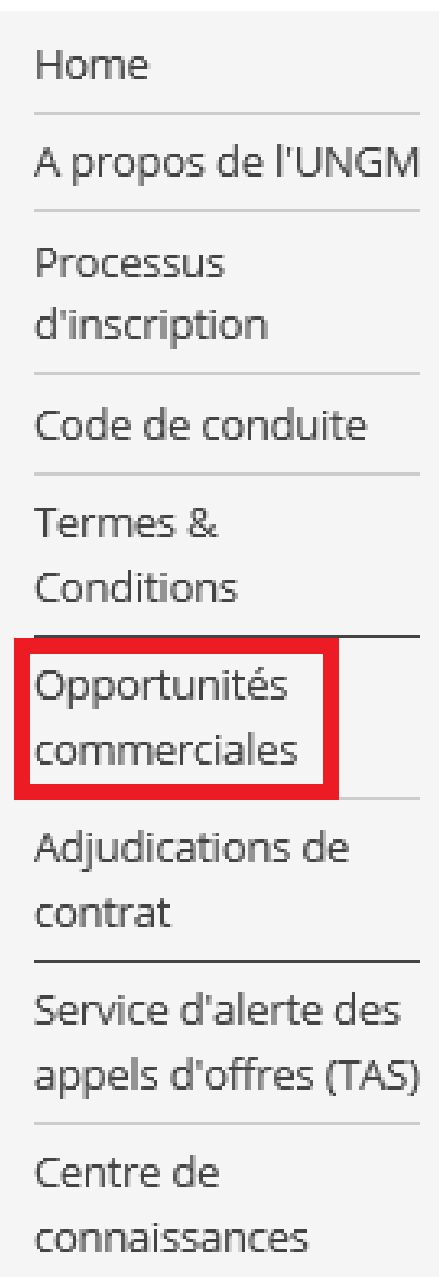 Home
A propos de l'UNGM
Processus
d'inscription
Code de conduite
Termes &
Conditions
Opportunités
commerciales
Adjudications de
contrat
Service d'alerte des
appels d'offres (TAS)
Centre de
connaissances